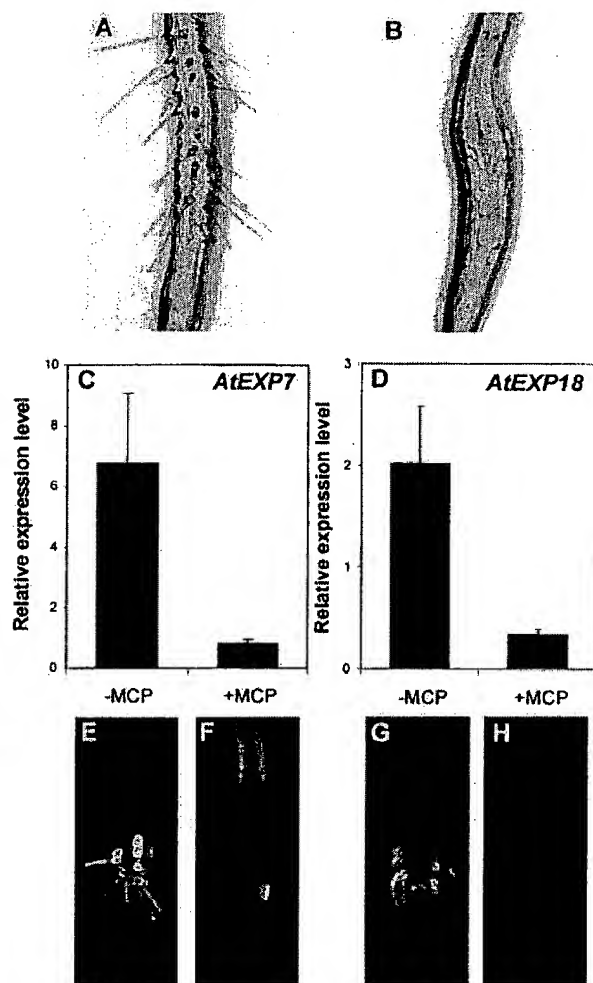 A
B
10
8
6
4
2
0
Relative expression level
C
AtEXP7
3
2
1
0
Relative expression level
D
AtEXP18
-MCP
+MCP
-MCP
+MCP
E
F
G
H